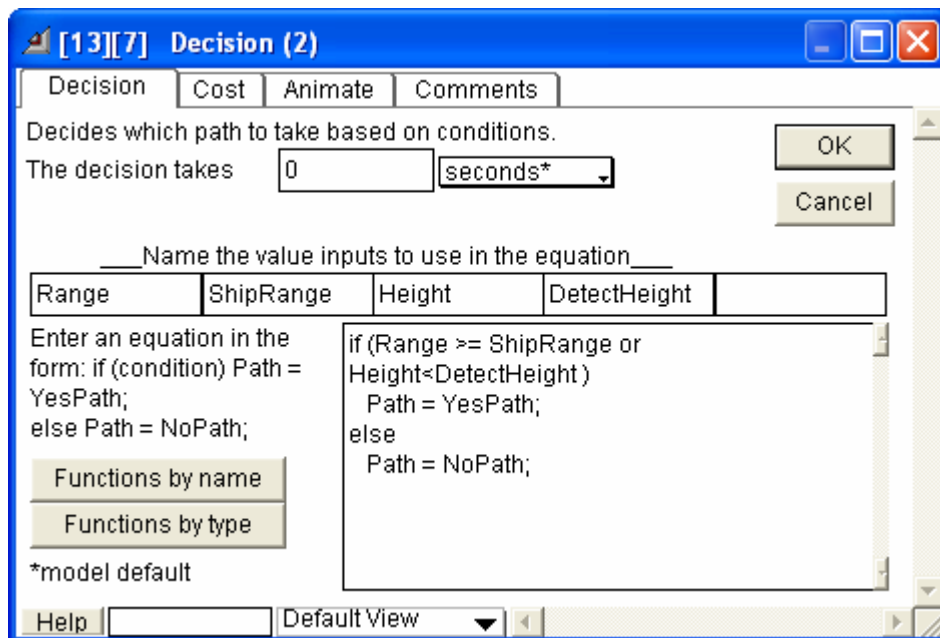 [13][7] Decision (2)
Decision Cost Animate Comments
Decides which path to take based on conditions.
OK
The decision takes 0 seconds*
Cancel
___Name the value inputs to use in the equation___
Range ShipRange Height DetectHeight
Enter an equation in the
form: if (condition) Path =
YesPath;
else Path = NoPath;
if (Range >= ShipRange or
Height<DetectHeight )
Path = YesPath;
else
Path = NoPath;
Functions by name
Functions by type
*model default
Help Default View